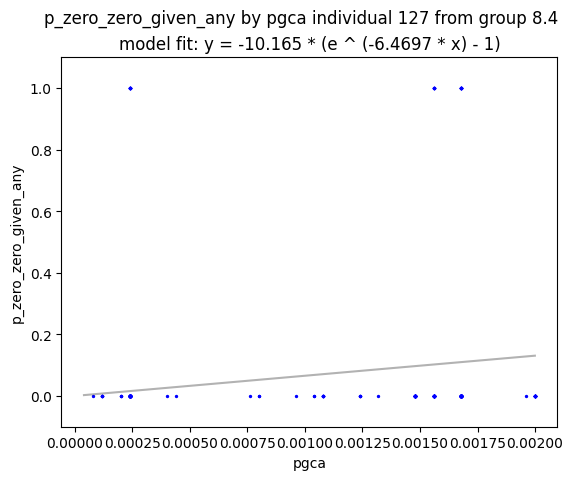 p_zero_zero_given_any by pgca individual 127 from group 8.4
model fit: y = -10.165 * (e ^ (-6.4697 * x) - 1)
1.0
0.8
0.6
0.4
0.2
0.0
p_zero_zero_given_any
0.00000 0.00025 0.00050 0.00075 0.00100 0.00125 0.00150 0.00175 0.00200
pgca